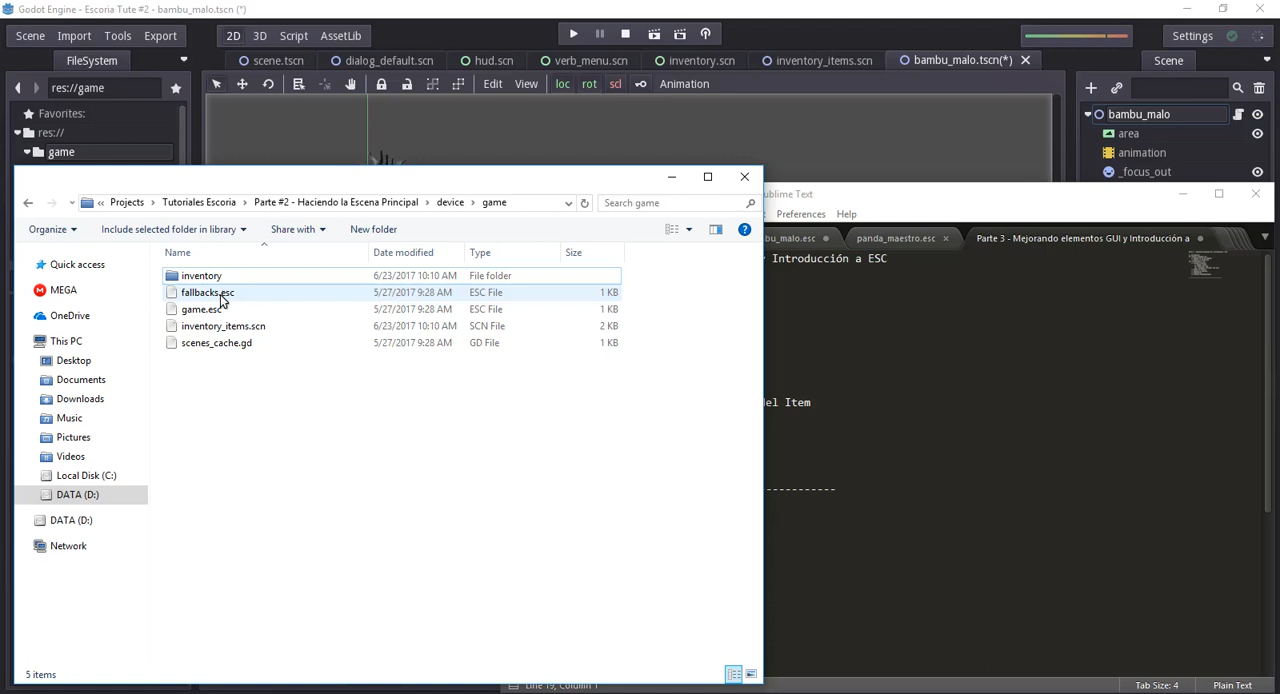 Godot Engine - Escoria Tute #2 - bambu_malo.tscn (*)
Scene Import Tools Export 2D 3D Script AssetLib Settings
FileSystem scene.tscn dialog_default.scn hud.scn verb_menu.scn inventory.scn inventory_items.scn bambu_malo.tscn(*) Scene
res://game Edit View loc rot scl Animation
Favorites:
res://
game
bambu_malo
area
animation
_focus_out
Projects Tutoriales Escoria Parte #2 - Haciendo la Escena Principal device game Search game
Organize Include selected folder in library Share with New folder
Name Date modified Type Size
Quick access
MEGA
OneDrive
This PC
Desktop
Documents
Downloads
Music
Pictures
Videos
Local Disk (C:)
DATA (D:)
DATA (D:)
Network
inventory 6/23/2017 10:10 AM File folder
fallbacks.esc 5/27/2017 9:28 AM ESC File 1 KB
game.esc 5/27/2017 9:28 AM ESC File 1 KB
inventory_items.scn 6/23/2017 10:10 AM SCN File 2 KB
scenes_cache.gd 5/27/2017 9:28 AM GD File 1 KB
5 items
Text
Preferences Help
panda_maestro.esc Parte 3 - Mejorando elementos GUI y Introducción a
Introducción a ESC
Item
------------
Line 19, Column 1 Tab Size: 4 Plain Text